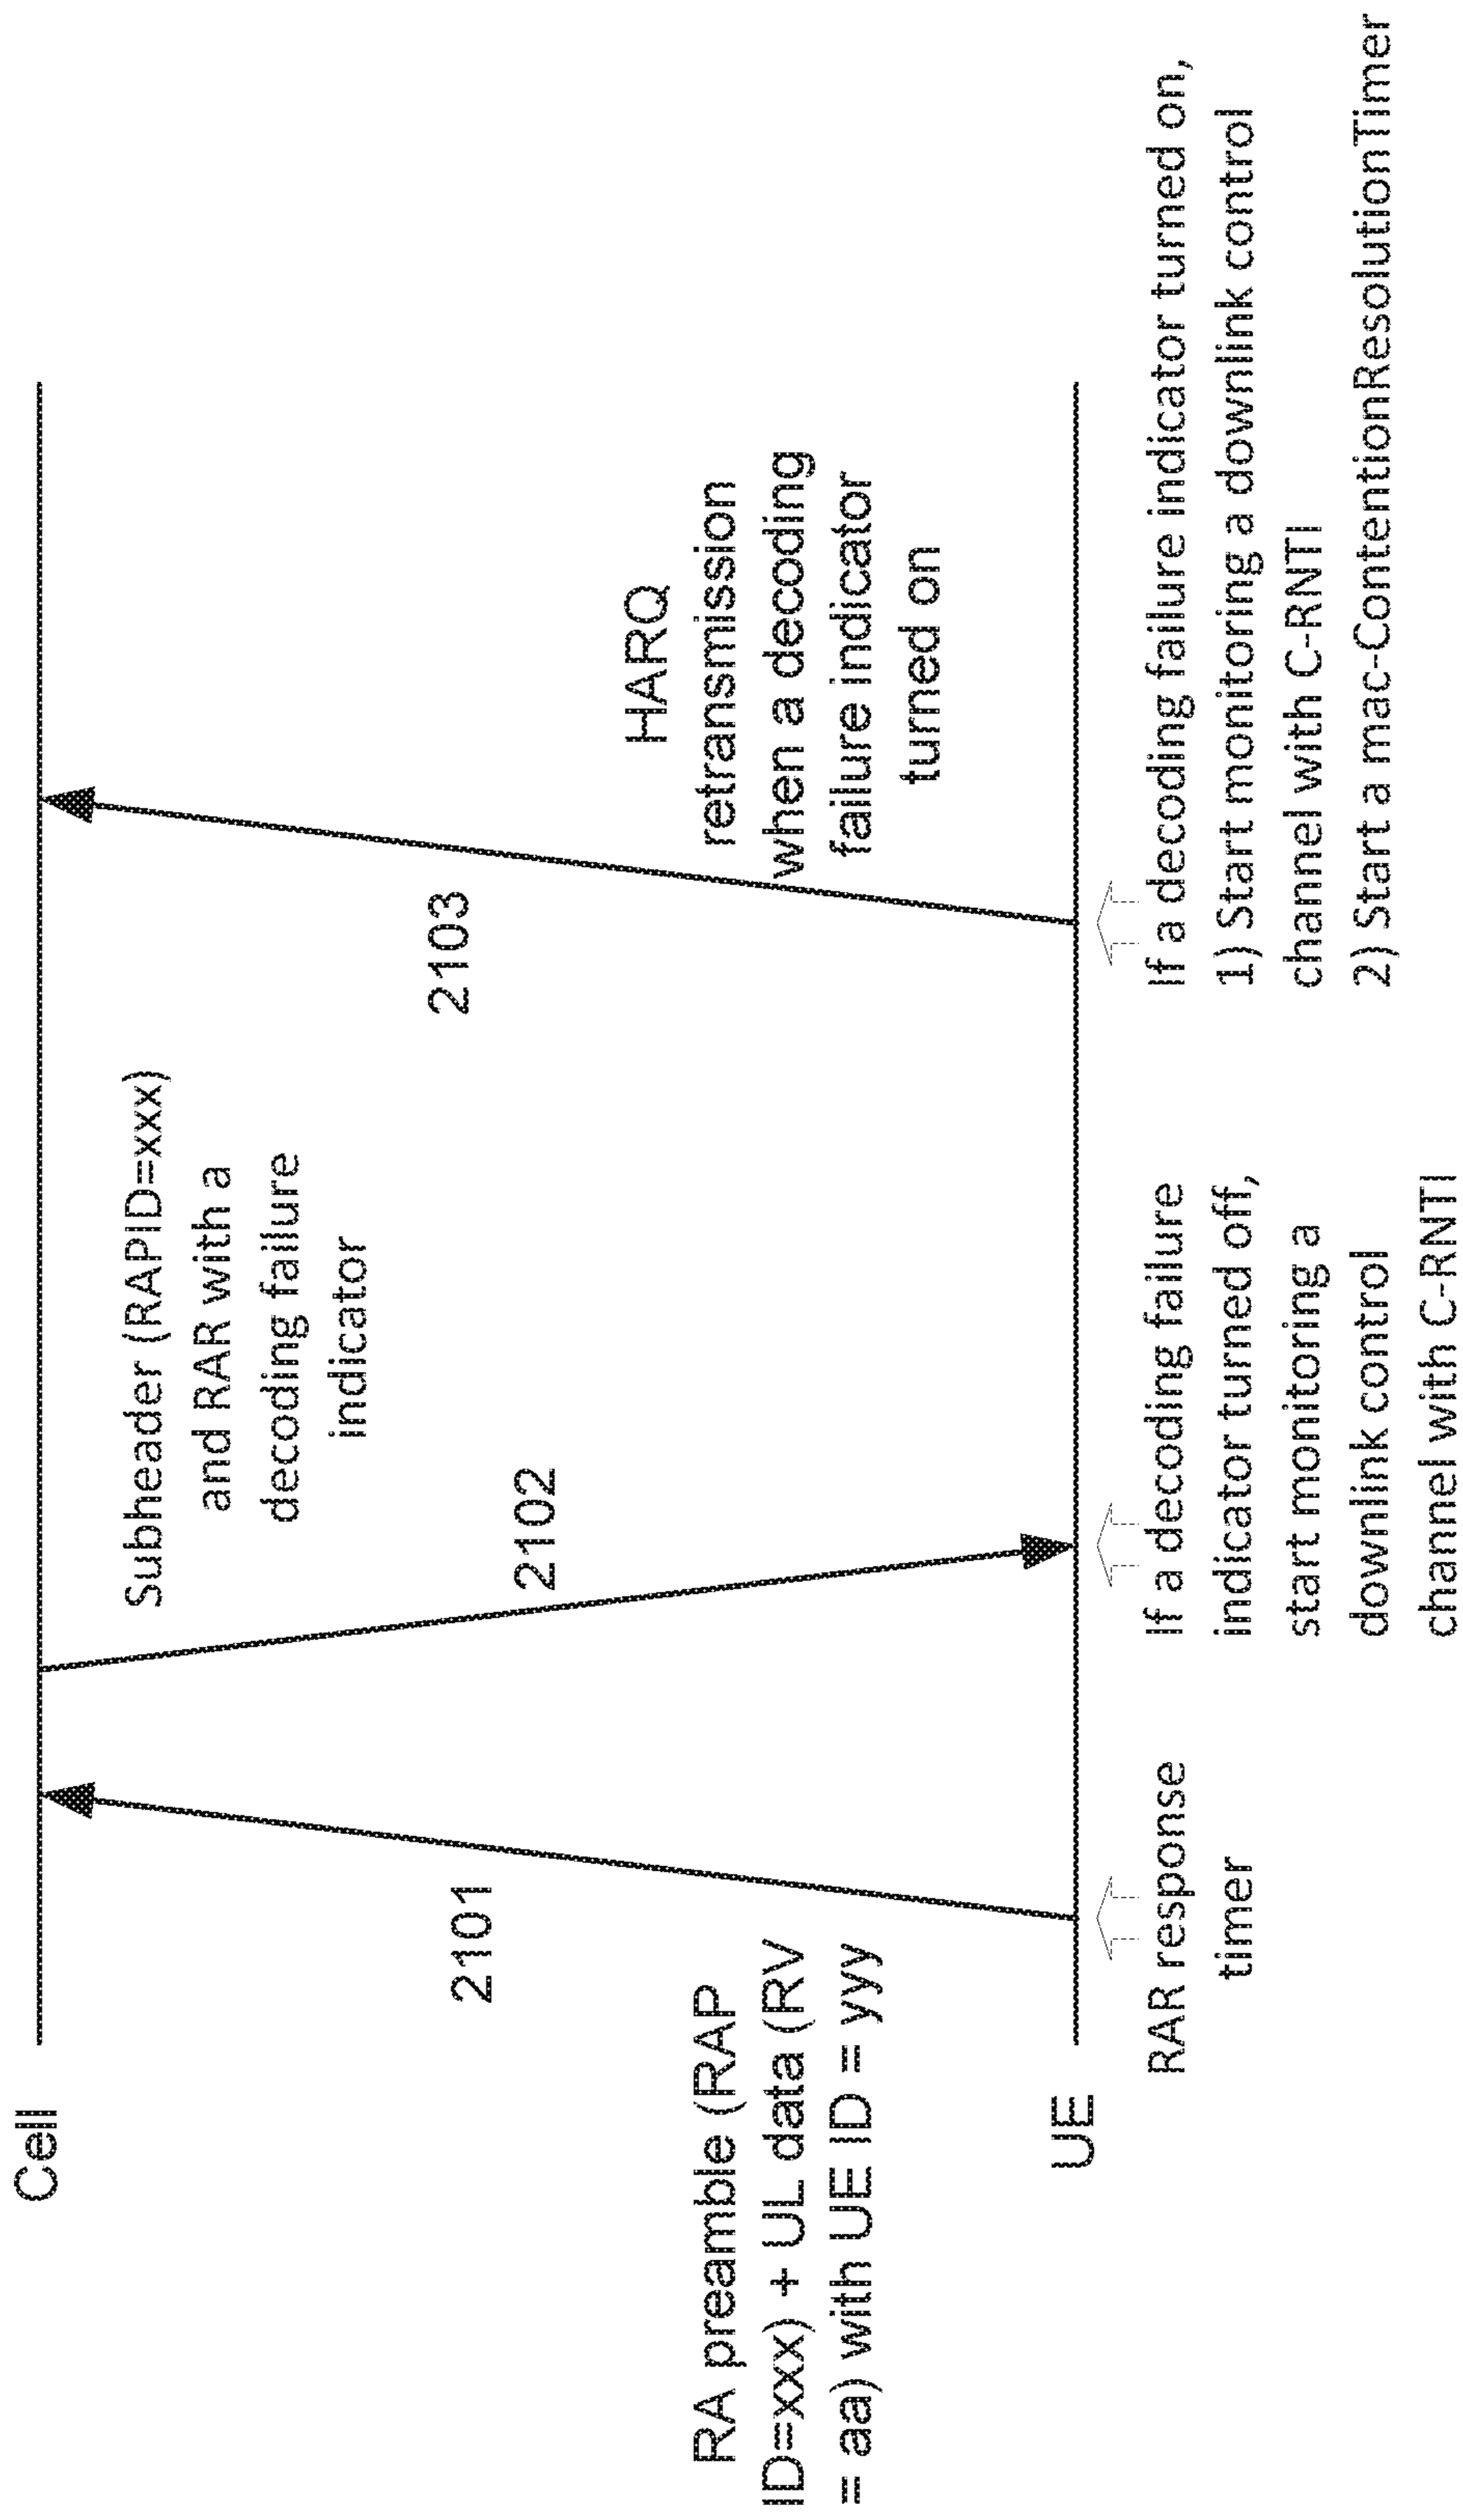 Cell
Subheader (RAPID=xxx)
and RAR with a
decoding failure
indicator
2101
2102
2103
RA preamble (RAP
ID=xxx) + UL data (RV
= aa) with UE ID = yyy
HARQ
retransmission
when a decoding
failure indicator
turned on
UE
RAR response
timer
If a decoding failure
indicator turned off,
start monitoring a
downlink control
channel with C-RNTI
If a decoding failure indicator turned on,
1) Start monitoring a downlink control
channel with C-RNTI
2) Start a mac-ContentionResolutionTimer